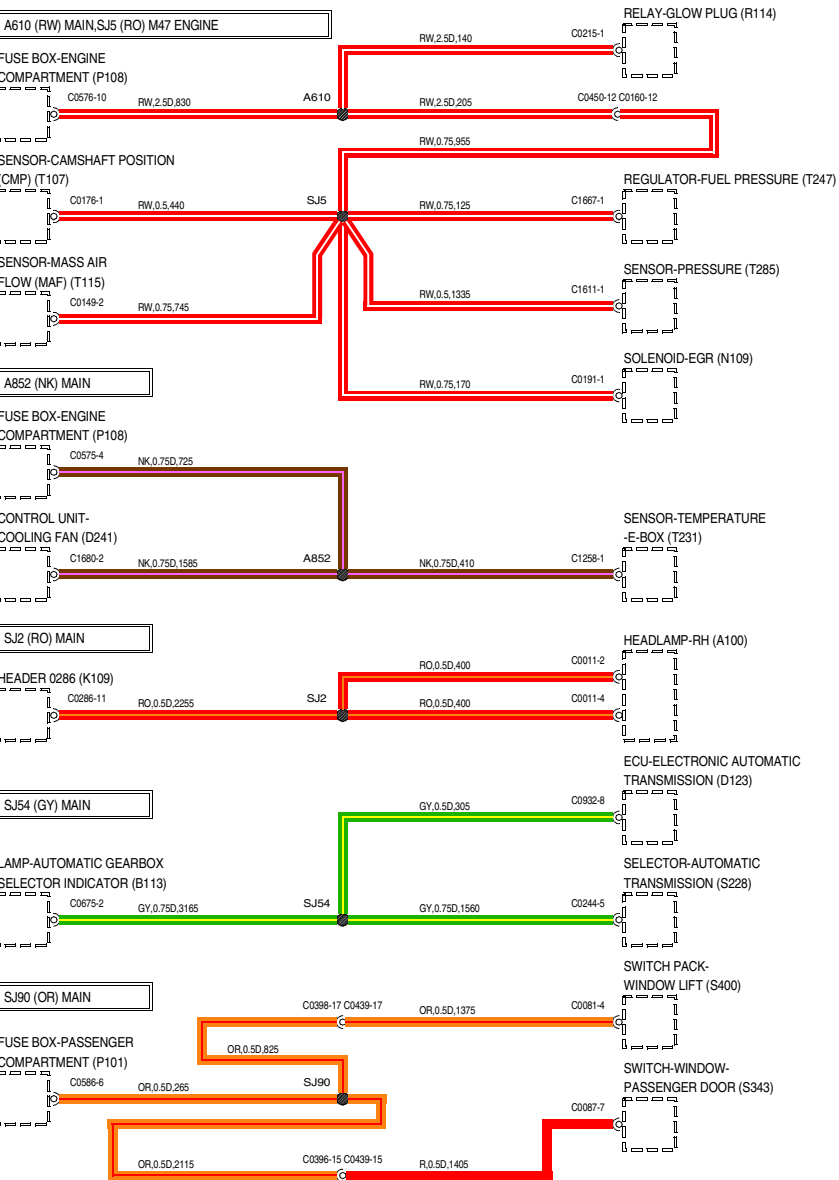 A610 (RW) MAIN,SJ5 (RO) M47 ENGINE
RELAY-GLOW PLUG (R114)
C0215-1
RW,2.5D,140
FUSE BOX-ENGINE
COMPARTMENT (P108)
C0576-10
RW,2.5D,830
A610
RW,2.5D,205
C0450-12 C0160-12
RW,0.75,955
SENSOR-CAMSHAFT POSITION
(CMP) (T107)
C0176-1
RW,0.5,440
SJ5
RW,0.75,125
C1667-1
REGULATOR-FUEL PRESSURE (T247)
SENSOR-MASS AIR
FLOW (MAF) (T115)
C0149-2
RW,0.75,745
SENSOR-PRESSURE (T285)
C1611-1
RW,0.5,1335
SOLENOID-EGR (N109)
C0191-1
RW,0.75,170
A852 (NK) MAIN
FUSE BOX-ENGINE
COMPARTMENT (P108)
C0575-4
NK,0.75D,725
CONTROL UNIT-
COOLING FAN (D241)
C1680-2
NK,0.75D,1585
A852
NK,0.75D,410
C1258-1
SENSOR-TEMPERATURE
-E-BOX (T231)
SJ2 (RO) MAIN
HEADLAMP-RH (A100)
C0011-2
RO,0.5D,400
HEADER 0286 (K109)
C0286-11
RO,0.5D,2255
SJ2
RO,0.5D,400
C0011-4
SJ54 (GY) MAIN
ECU-ELECTRONIC AUTOMATIC
TRANSMISSION (D123)
C0932-8
GY,0.5D,305
LAMP-AUTOMATIC GEARBOX
SELECTOR INDICATOR (B113)
C0675-2
GY,0.75D,3165
SJ54
GY,0.75D,1560
C0244-5
SELECTOR-AUTOMATIC
TRANSMISSION (S228)
SJ90 (OR) MAIN
SWITCH PACK-
WINDOW LIFT (S400)
C0398-17 C0439-17
OR,0.5D,1375
C0081-4
OR,0.5D,825
FUSE BOX-PASSENGER
COMPARTMENT (P101)
C0586-6
OR,0.5D,265
SJ90
SWITCH-WINDOW-
PASSENGER DOOR (S343)
C0087-7
OR,0.5D,2115
C0396-15 C0439-15
R,0.5D,1405